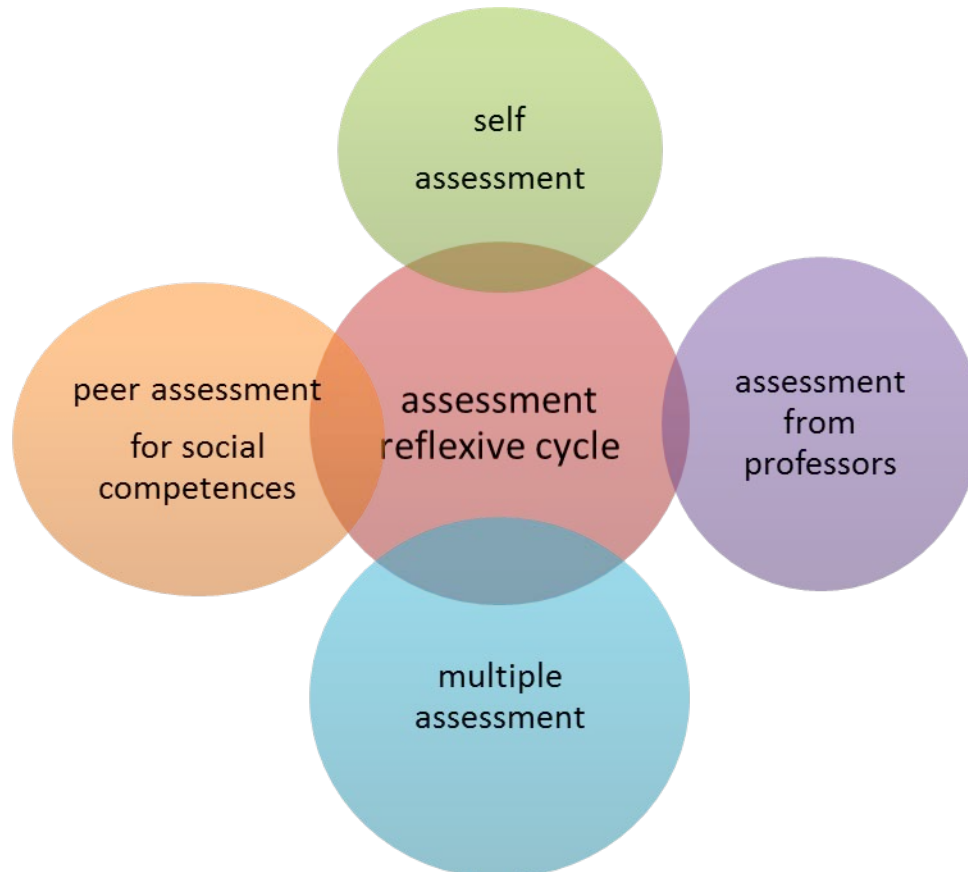 self
assessment
peer assessment
for social
competences
assessment
reflexive cycle
assessment
from
professors
multiple
assessment